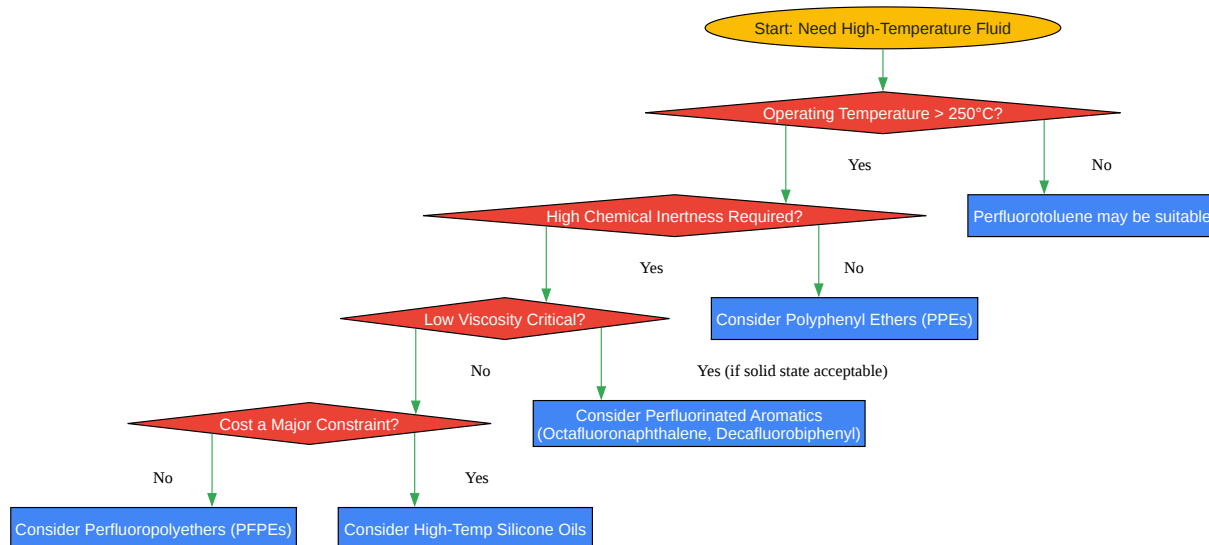 Start: Need High-Temperature Fluid
Operating Temperature > 250°C?
Yes
No
High Chemical Inertness Required?
Perfluorotoluene may be suitable
Yes
No
Low Viscosity Critical?
Consider Polyphenyl Ethers (PPEs)
No
Yes (if solid state acceptable)
Cost a Major Constraint?
Consider Perfluorinated Aromatics
(Octafluoronaphthalene, Decafluorobiphenyl)
No
Yes
Consider Perfluoropolyethers (PFPEs)
Consider High-Temp Silicone Oils